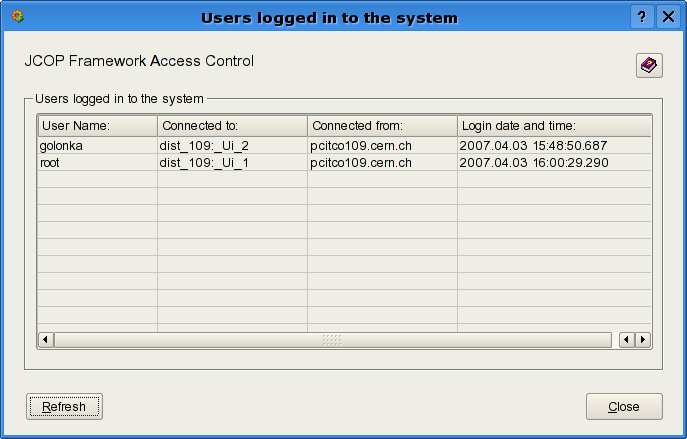 Users logged in to the system
JCOP Framework Access Control
Users logged in to the system
User Name: Connected to: Connected from: Login date and time:
golonka dist_109:_Ui_2 pcitco109.cern.ch 2007.04.03 15:48:50.687
root dist_109:_Ui_1 pcitco109.cern.ch 2007.04.03 16:00:29.290
Refresh Close